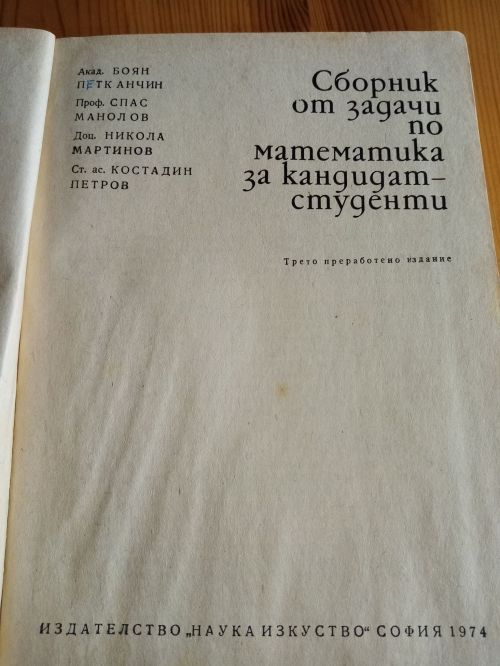 Акад. БОЯН
ПЕТКАНЧИН
Проф. СПАС
МАНОЛОВ
Доц. НИКОЛА
МАРТИНОВ
Ст. ас. КОСТАДИН
ПЕТРОВ
Сборник
от задачи
по
математика
за кандидат-
студенти
Трето преработено издание
ИЗДАТЕЛСТВО „НАУКА ИЗКУСТВО“ СОФИЯ 1974